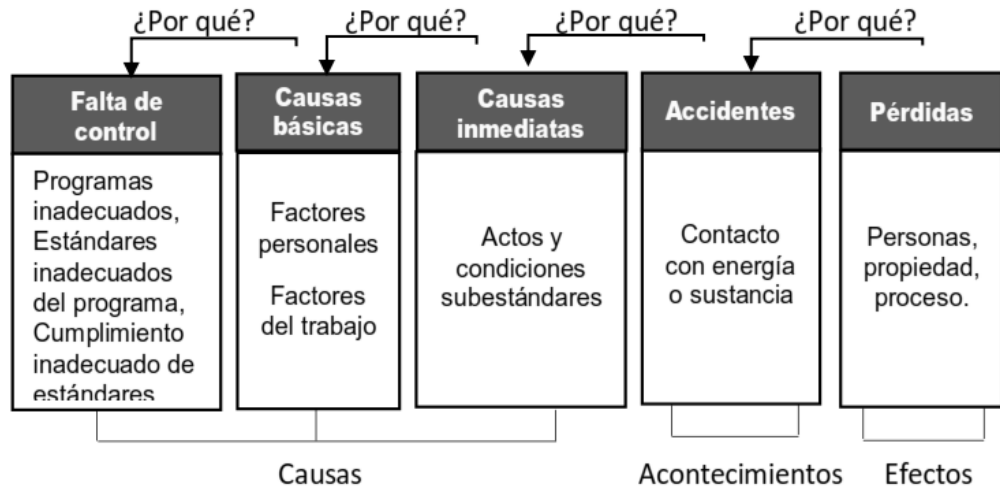 ¿Por qué?
¿Por qué?
¿Por qué?
¿Por qué?
Falta de
control
Programas
inadecuados,
Estándares
inadecuados
del programa,
Cumplimiento
inadecuado de
estándares
Causas
básicas
Factores
personales
Factores
del trabajo
Causas
inmediatas
Actos y
condiciones
subestándares
Accidentes
Contacto
con energía
o sustancia
Pérdidas
Personas,
propiedad,
proceso.
Causas
Acontecimientos
Efectos